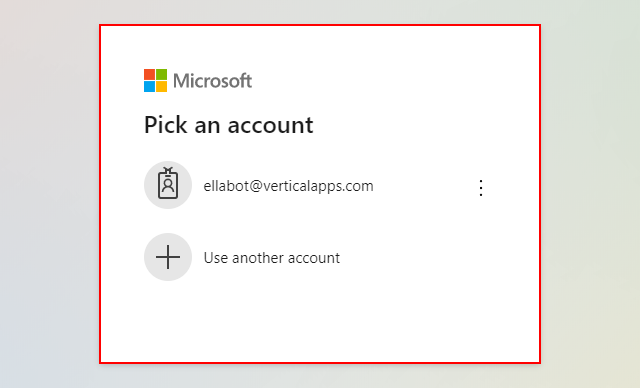 Microsoft
Pick an account
ellabot@verticalapps.com
Use another account